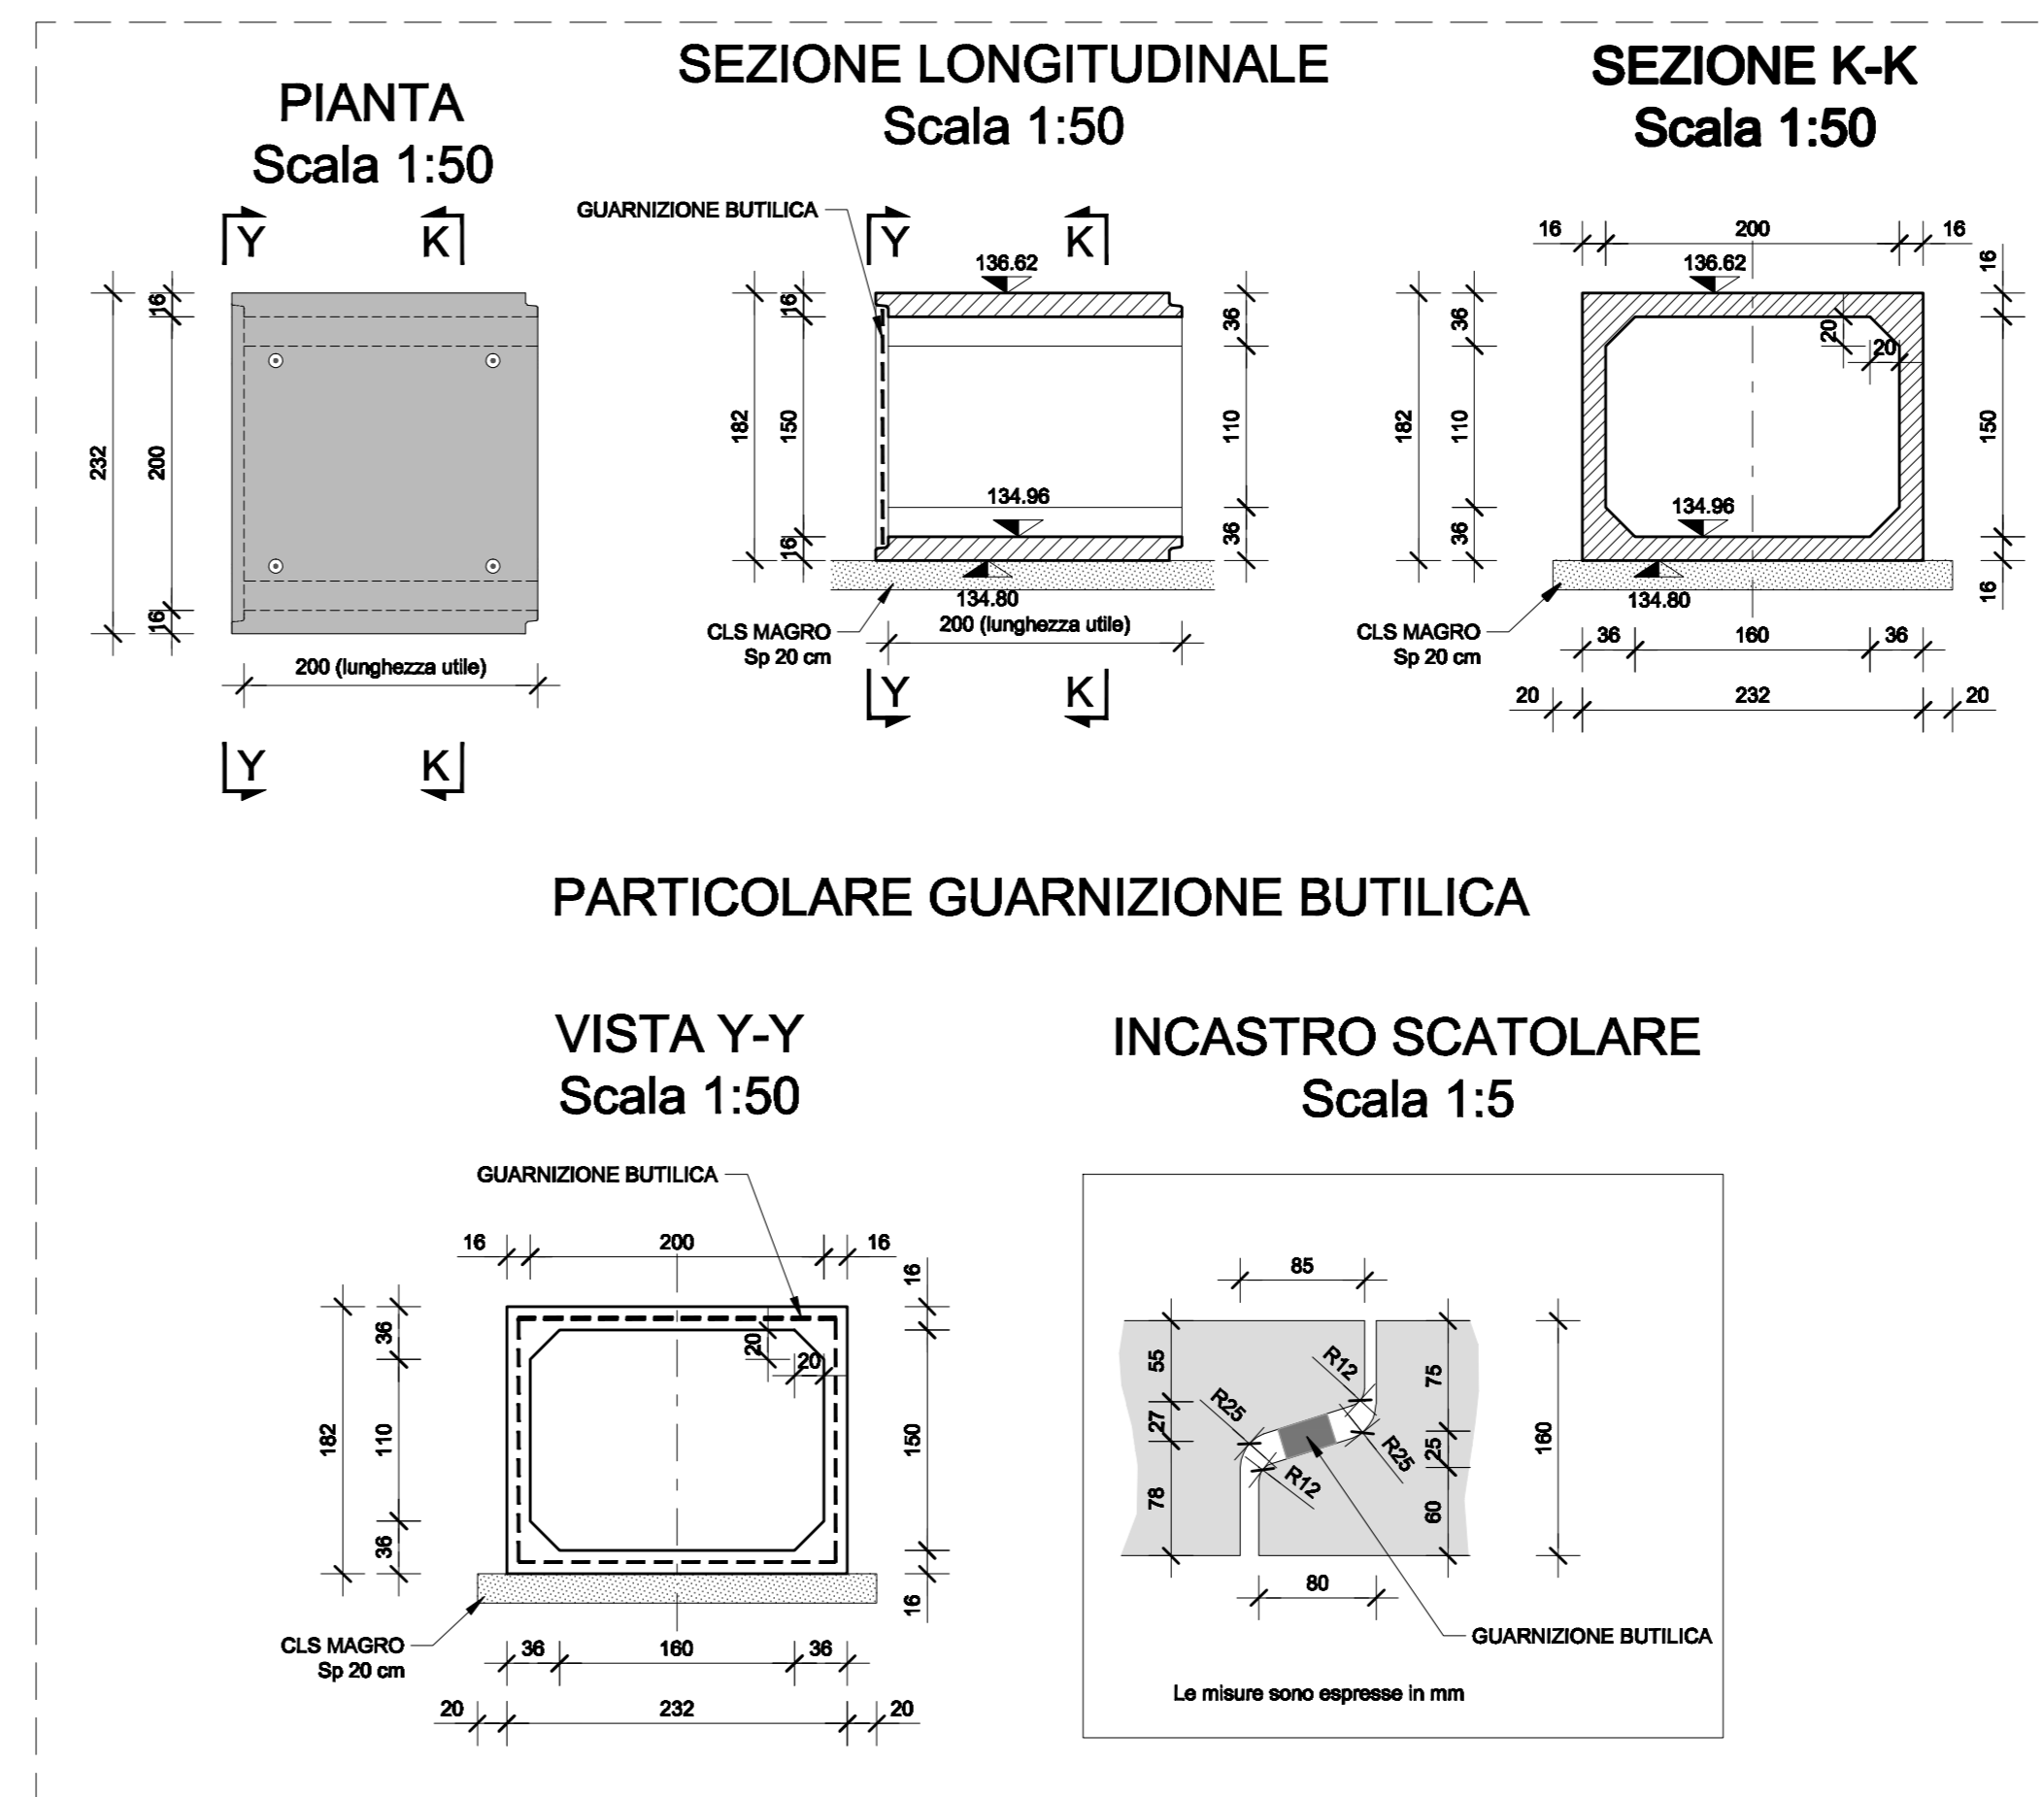 PIANTA
Scala 1:50
Y
K
232
16
200
16
200 (lunghezza utile)
Y
K
SEZIONE LONGITUDINALE
Scala 1:50
GUARNIZIONE BUTILICA
Y
K
136.62
182
16
150
16
36
110
36
134.96
134.80
CLS MAGRO
Sp 20 cm
200 (lunghezza utile)
Y
K
SEZIONE K-K
Scala 1:50
16
200
16
136.62
16
182
36
110
36
20
20
150
16
134.96
134.80
CLS MAGRO
Sp 20 cm
36
160
36
20
232
20
PARTICOLARE GUARNIZIONE BUTILICA
VISTA Y-Y
Scala 1:50
GUARNIZIONE BUTILICA
16
200
16
16
182
36
110
36
20
20
150
16
CLS MAGRO
Sp 20 cm
36
160
36
20
232
20
INCASTRO SCATOLARE
Scala 1:5
85
55
27
78
R12
R25
R25
R12
75
25
60
160
80
GUARNIZIONE BUTILICA
Le misure sono espresse in mm